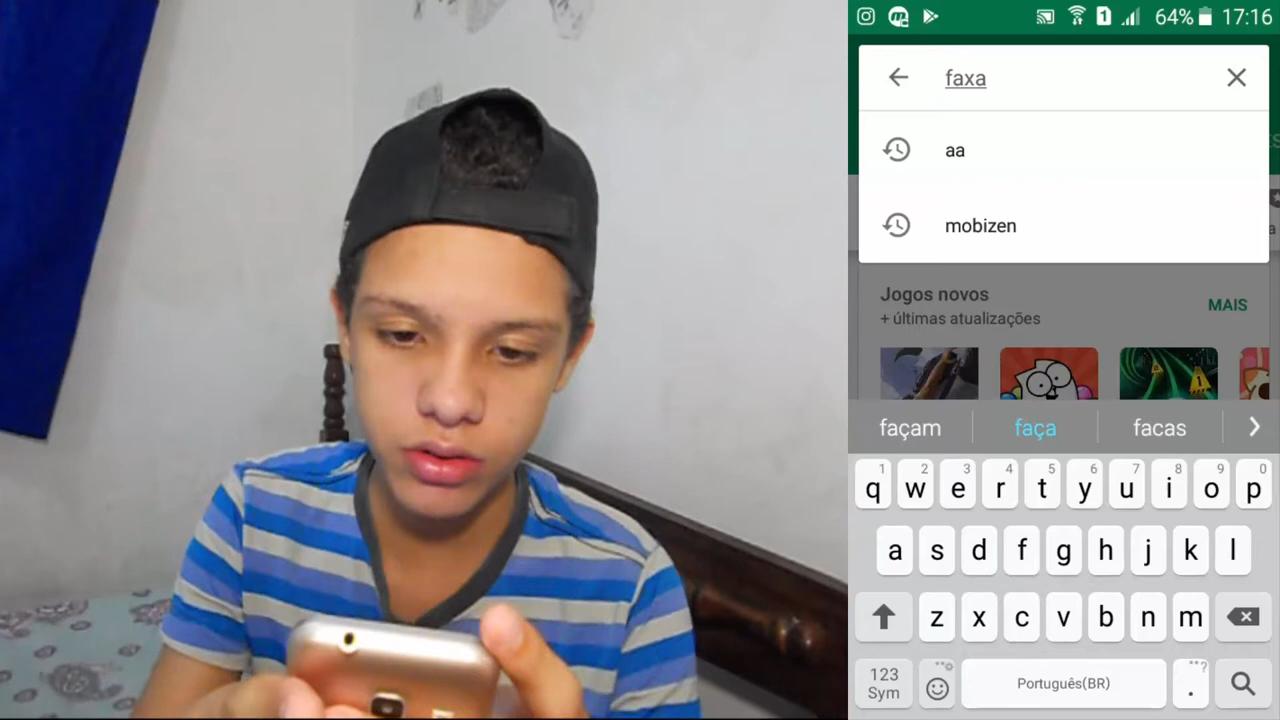 1 64% 17:16
faxa
aa
mobizen
Jogos novos
MAIS
+ últimas atualizações
façam faça facas
1 2 3 4 5 6 7 8 9 0
q w e r t y u i o p
a s d f g h j k l
z x c v b n m
123
Sym
Português(BR)
. ?